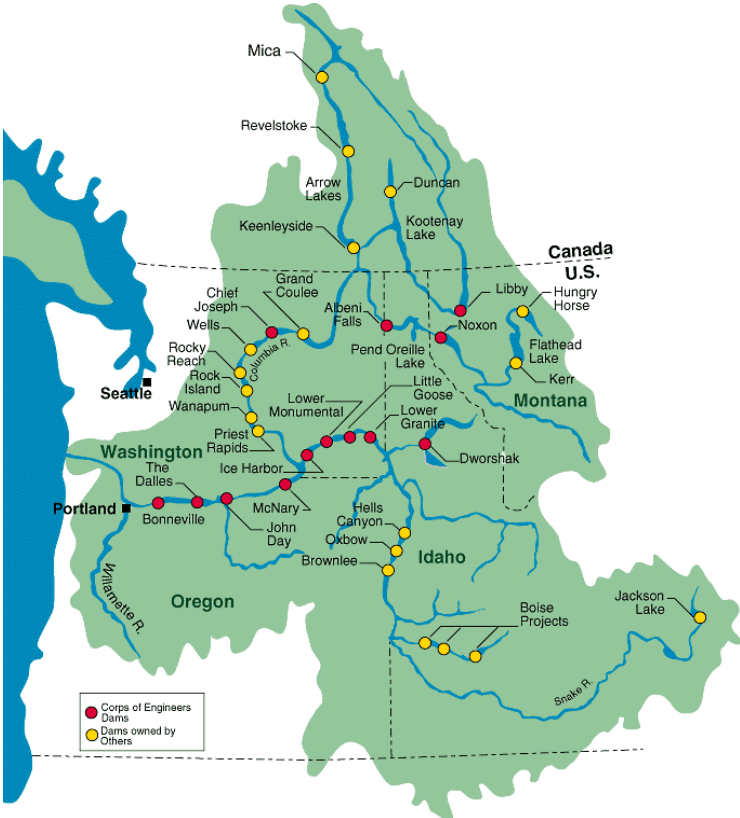 Mica
Revelstoke
Arrow
Lakes
Duncan
Keenleyside
Kootenay
Lake
Canada
U.S.
Grand
Coulee
Chief
Joseph
Albeni
Falls
Libby
Hungry
Horse
Wells
Noxon
Columbia R.
Rocky
Reach
Pend Oreille
Lake
Flathead
Lake
Rock
Island
Kerr
Seattle
Wanapum
Lower
Monumental
Little
Goose
Montana
Lower
Granite
Priest
Rapids
Washington
Ice Harbor
Dworshak
The
Dalles
Portland
Bonneville
McNary
John
Day
Hells
Canyon
Oxbow
Brownlee
Idaho
Willamette R.
Oregon
Boise
Projects
Jackson
Lake
Snake R.
Corps of Engineers
Dams
Dams owned by
Others